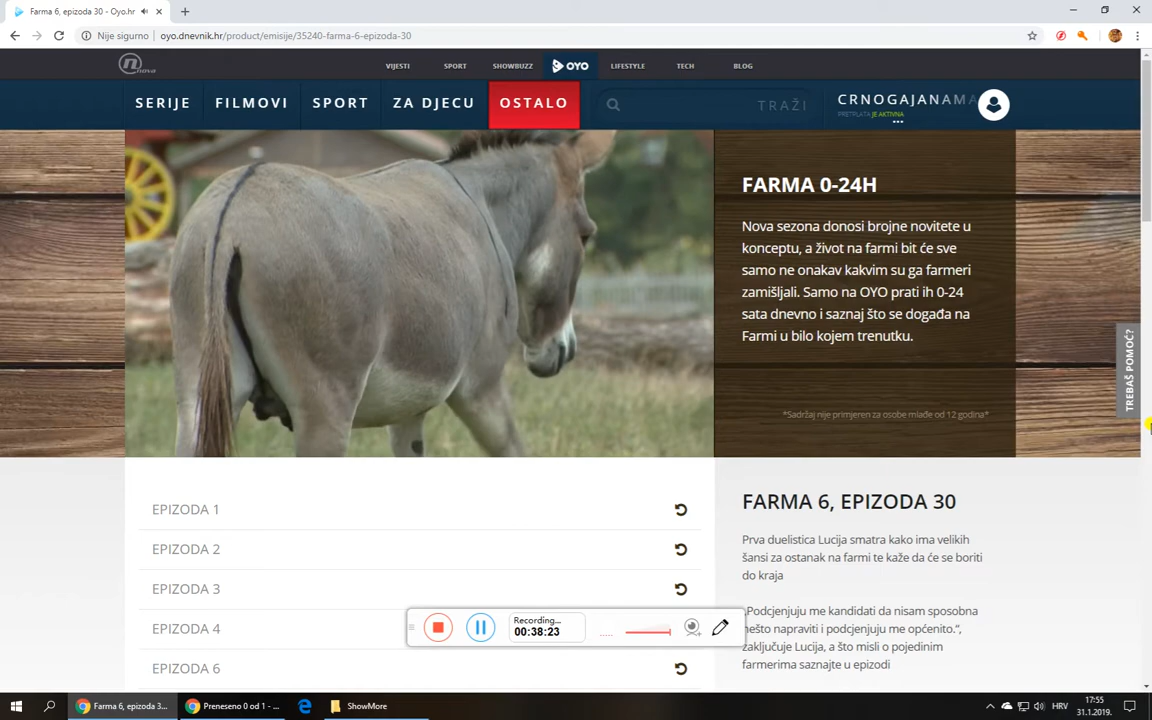 Farma 6, epizoda 30 - Oyo.hr
Nije sigurno | oyo.dnevnik.hr/product/emisije/35240-farma-6-epizoda-30
nova
VIJESTI SPORT SHOWBUZZ OYO LIFESTYLE TECH BLOG
SERIJE FILMOVI SPORT ZA DJECU OSTALO TRAŽI CRNOGAJANAMA
PRETPLATA JE AKTIVNA
FARMA 0-24H
Nova sezona donosi brojne novitete u
konceptu, a život na farmi bit će sve
samo ne onakav kakvim su ga farmeri
zamišljali. Samo na OYO prati ih 0-24
sata dnevno i saznaj što se događa na
Farmi u bilo kojem trenutku.
*Sadržaj nije primjeren za osobe mlađe od 12 godina*
TREBAŠ POMOĆ?
EPIZODA 1
EPIZODA 2
EPIZODA 3
EPIZODA 4
EPIZODA 6
FARMA 6, EPIZODA 30
Prva duelistica Lucija smatra kako ima velikih
šansi za ostanak na farmi te kaže da će se boriti
do kraja
„Podcjenjuju me kandidati da nisam sposobna
nešto napraviti i podcjenjuju me općenito.“,
zaključuje Lucija, a što misli o pojedinim
farmerima saznajte u epizodi
Recording...
00:38:23
Farma 6, epizoda 3...
Preneseno 0 od 1 - ...
ShowMore
HRV
17:55
31.1.2019.